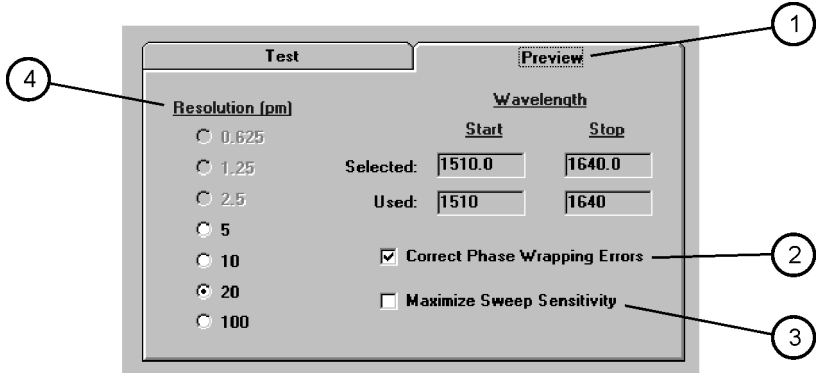 1
Test
Preview
4
Resolution (pm)
0.625
1.25
2.5
5
10
20
100
Wavelength
Start Stop
Selected: 1510.0 1640.0
Used: 1510 1640
Correct Phase Wrapping Errors
2
Maximize Sweep Sensitivity
3